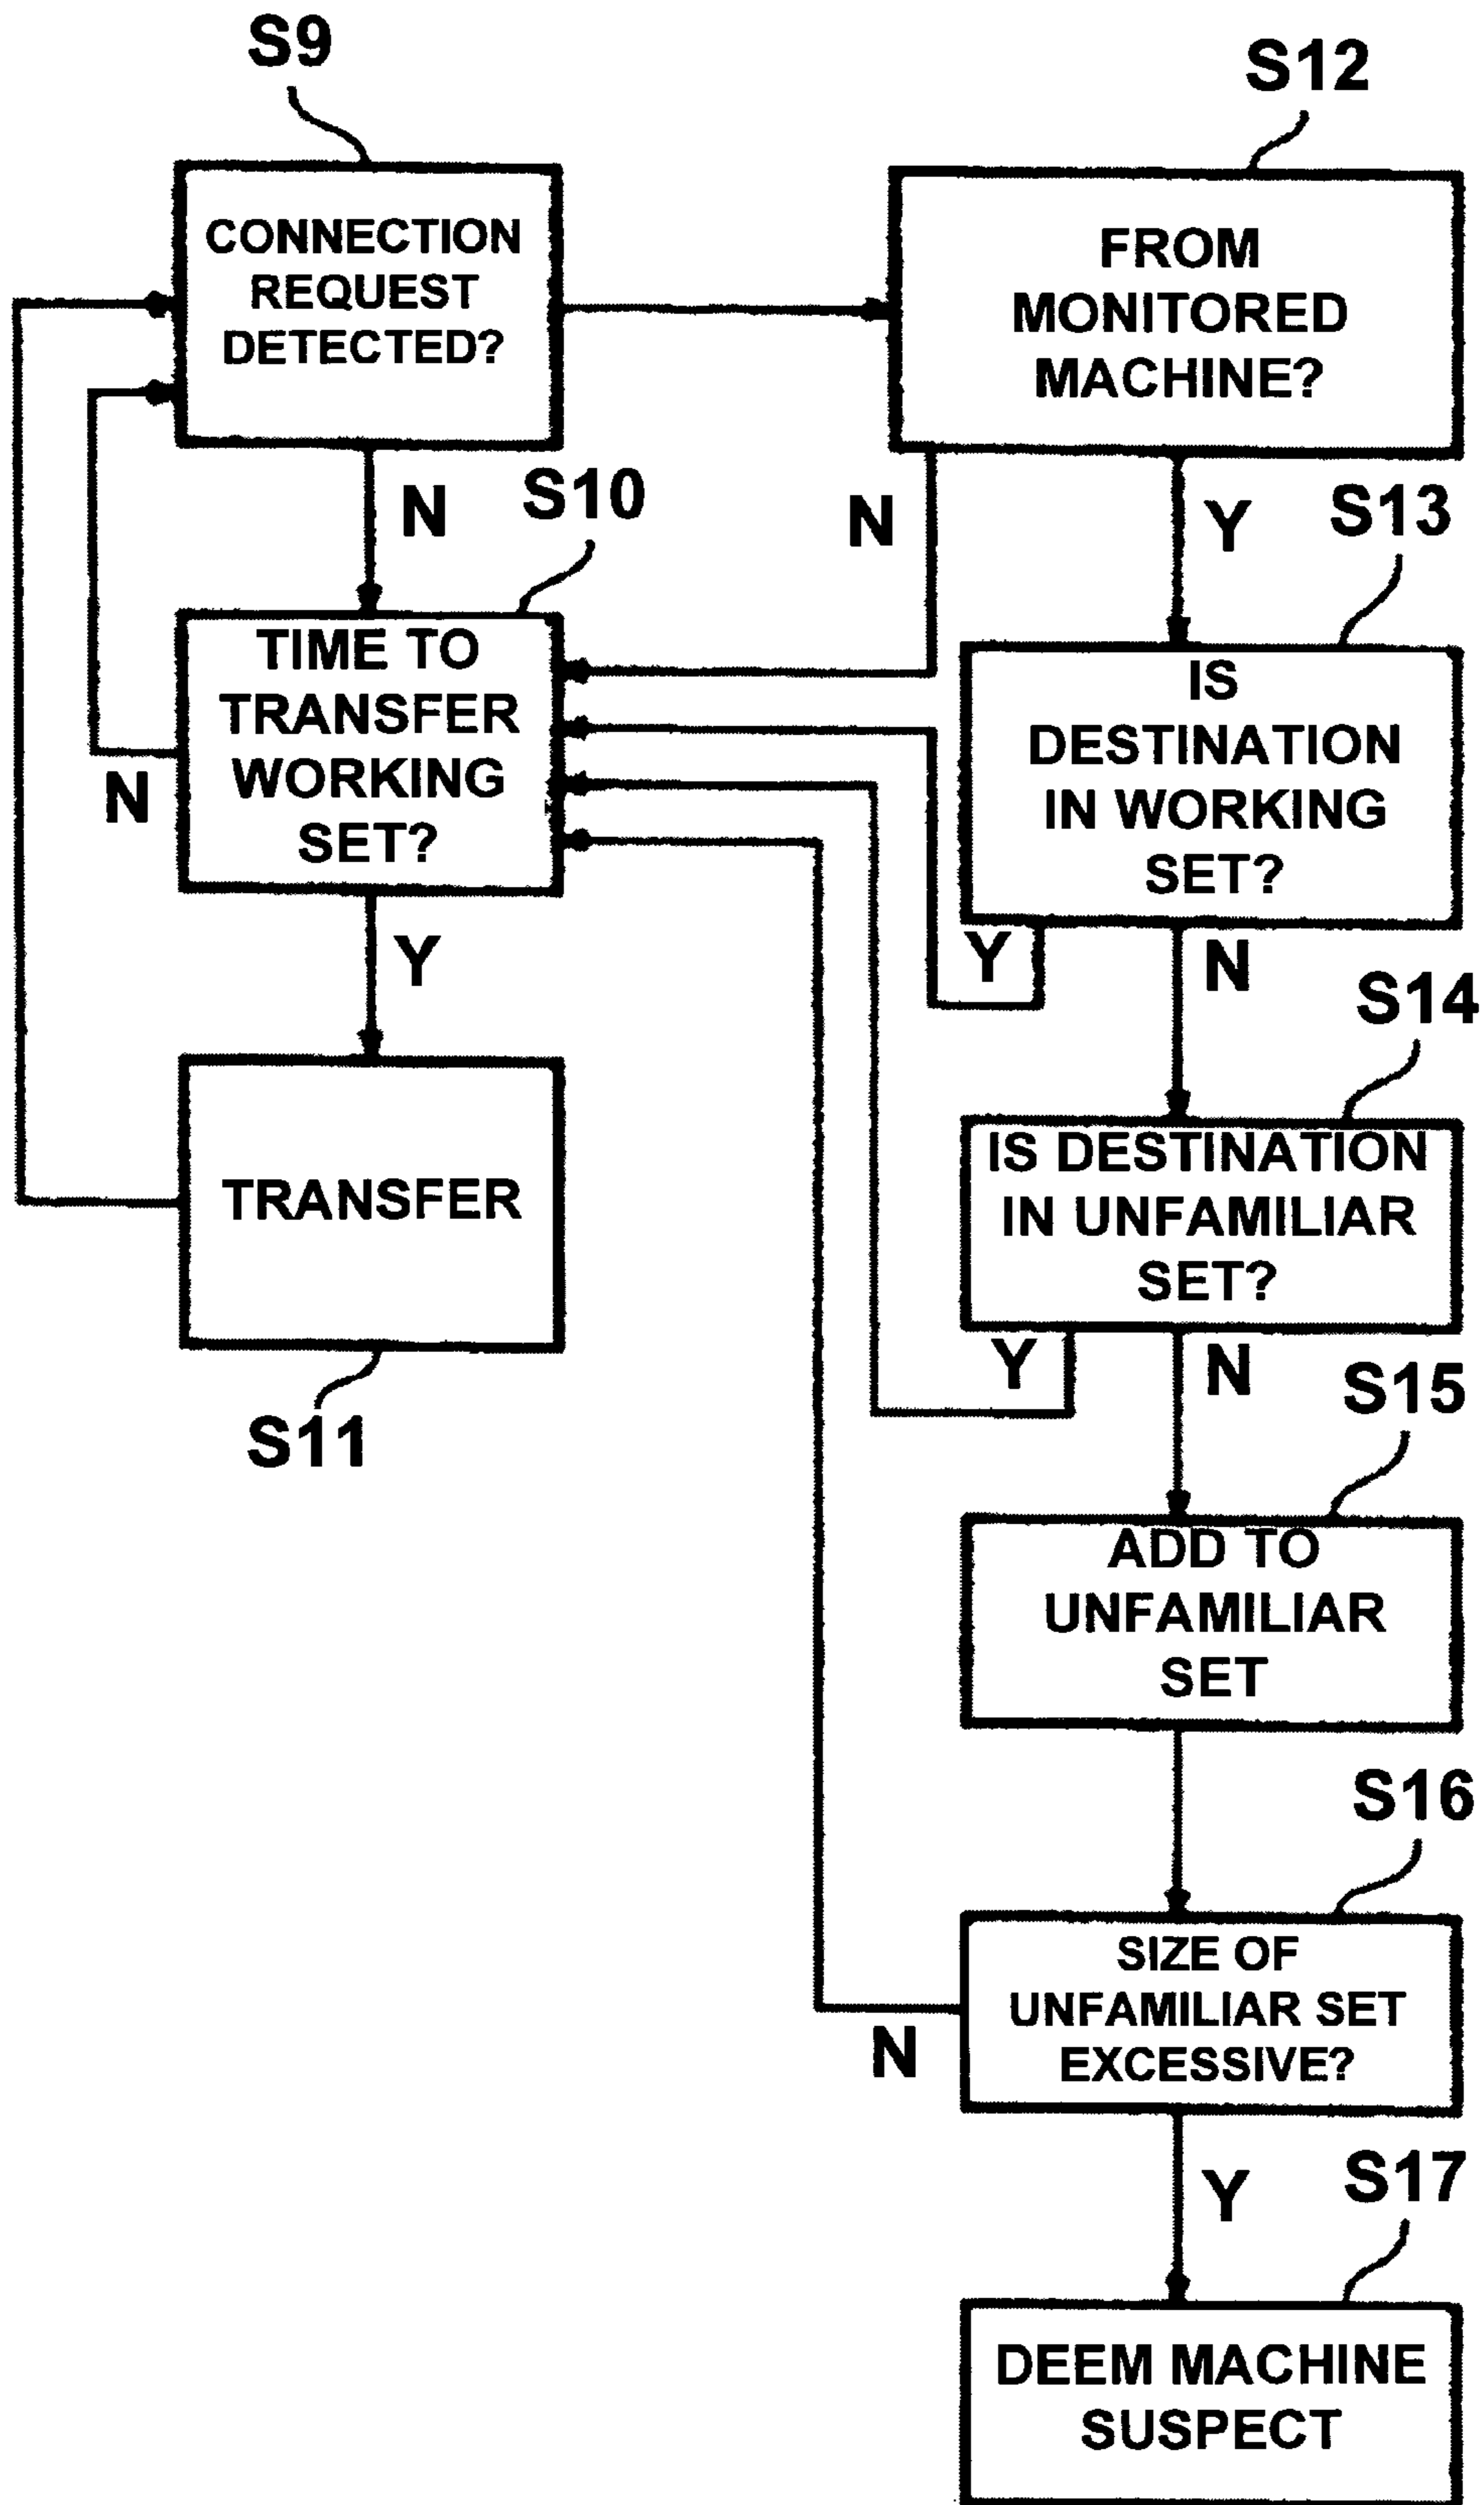 S9
CONNECTION
REQUEST
DETECTED?
N
S10
TIME TO
TRANSFER
WORKING
SET?
N
Y
TRANSFER
S11
S12
FROM
MONITORED
MACHINE?
N
Y
S13
IS
DESTINATION
IN WORKING
SET?
Y
N
S14
IS DESTINATION
IN UNFAMILIAR
SET?
Y
N
S15
ADD TO
UNFAMILIAR
SET
S16
SIZE OF
UNFAMILIAR SET
EXCESSIVE?
N
Y
S17
DEEM MACHINE
SUSPECT